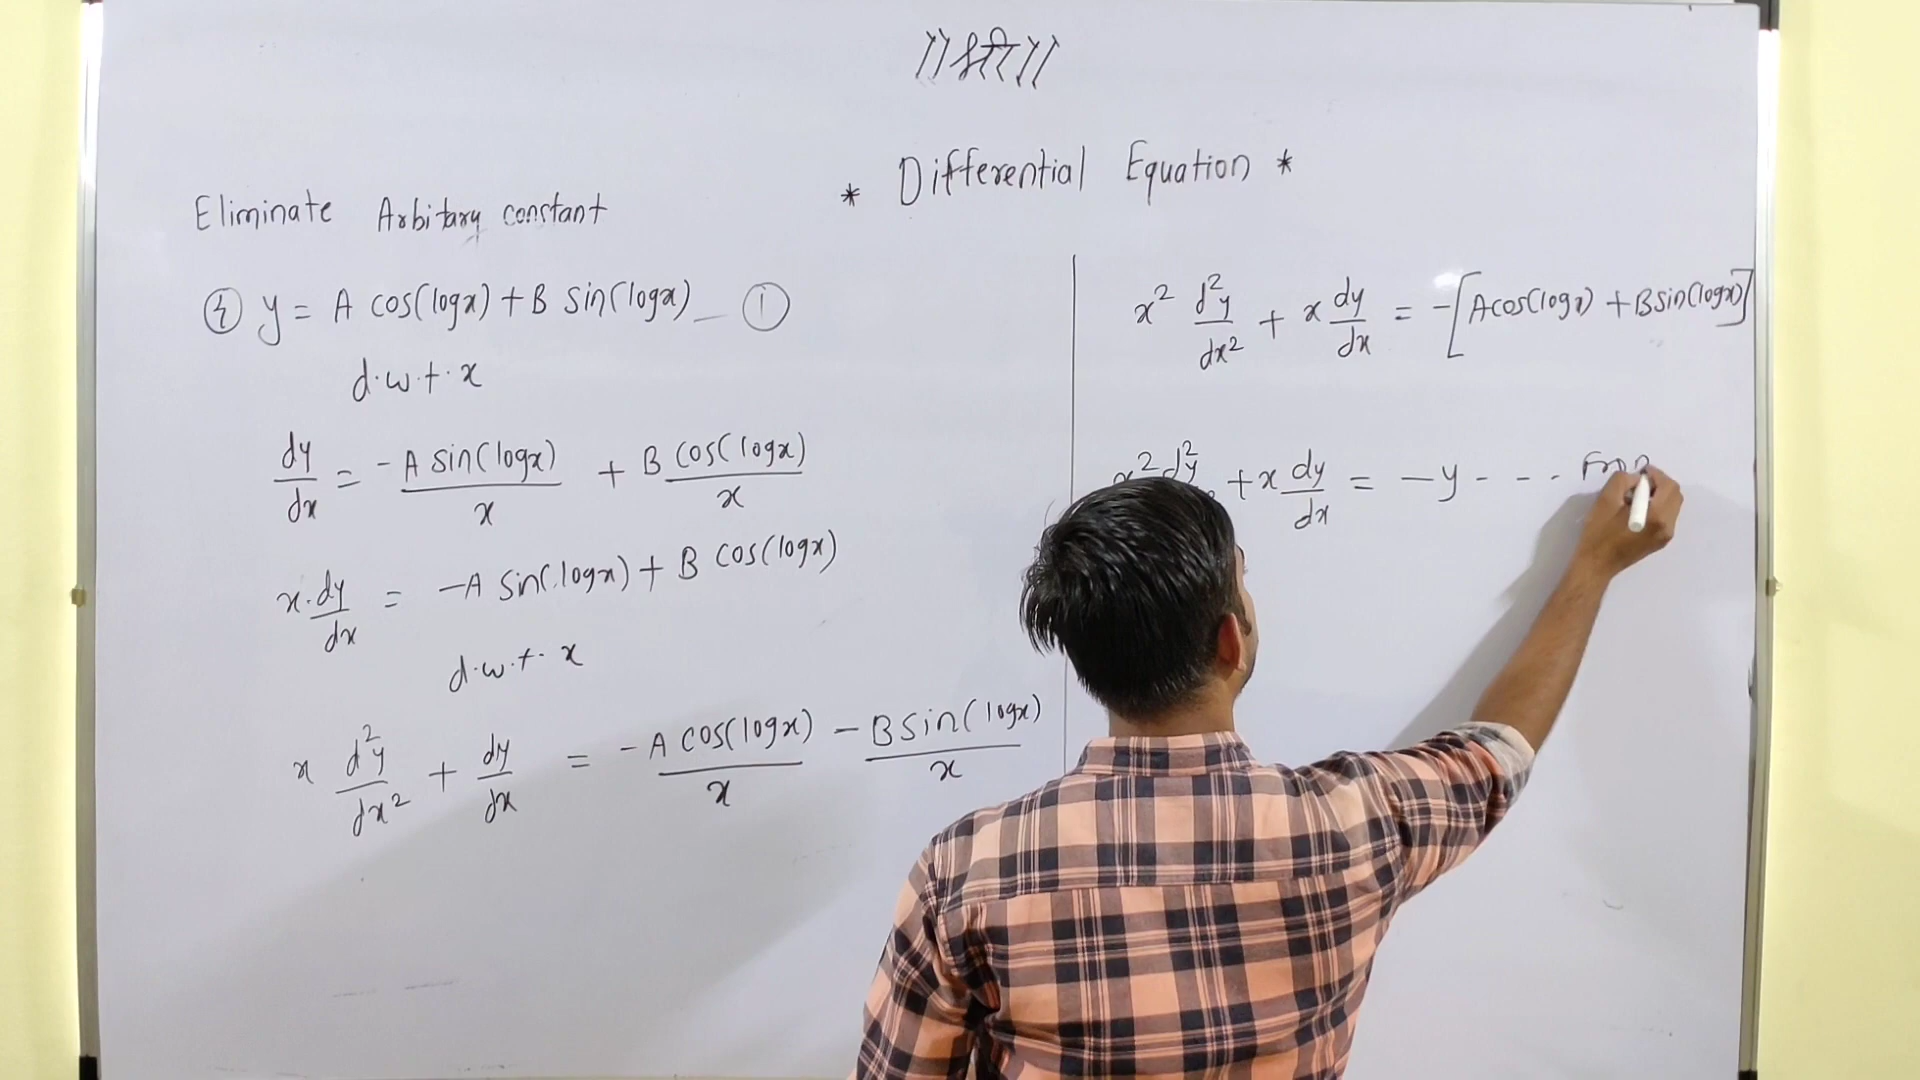 ॥श्री॥
* Differential Equation *
Eliminate Arbitary constant
④ y = A cos(logx) + B sin(logx) — ①
d.w.r.x
dy/dx = -A sin(logx)/x + B cos(logx)/x
x.dy/dx = -A sin(logx) + B cos(logx)
d.w.r.x
x d²y/dx² + dy/dx = -A cos(logx)/x - B sin(logx)/x
x² d²y/dx² + x dy/dx = -[A cos(logx) + B sin(logx)]
x² d²y + x dy/dx = -y - - - -